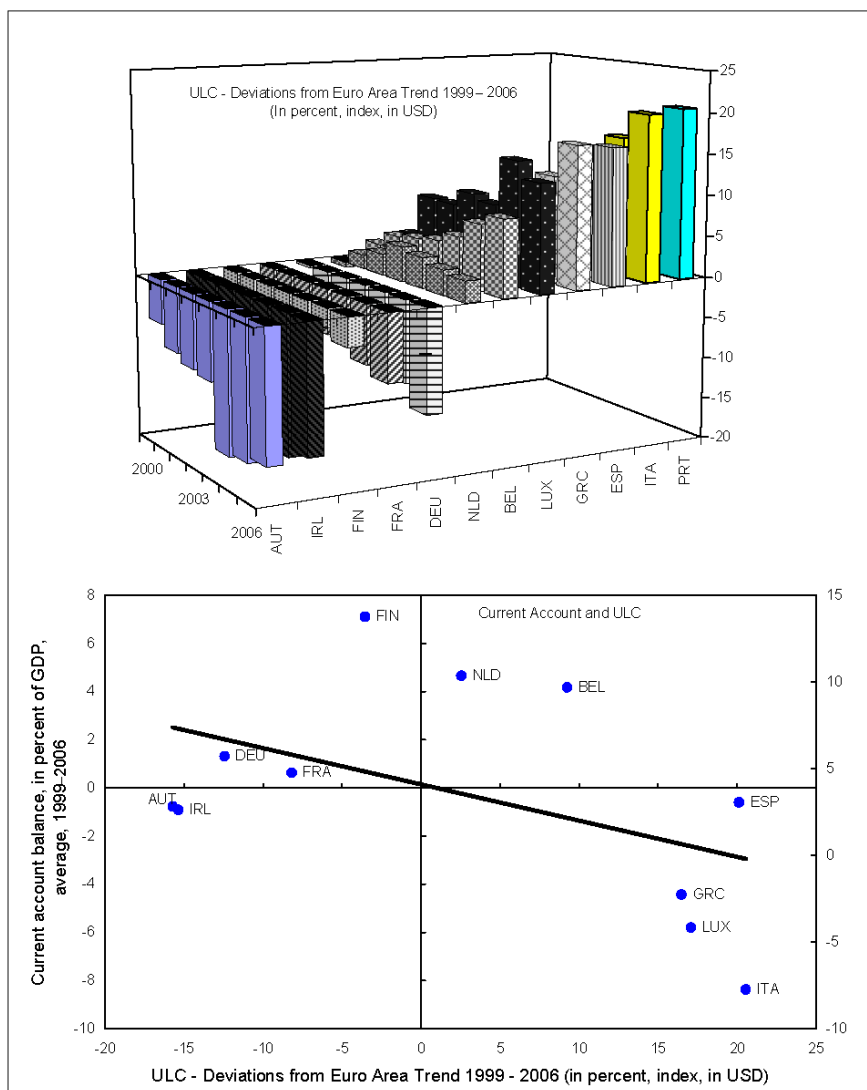 ULC - Deviations from Euro Area Trend 1999 – 2006
(In percent, index, in USD)
25
20
15
10
5
0
-5
-10
-15
-20
2000
2003
2006
AUT
IRL
FIN
FRA
DEU
NLD
BEL
LUX
GRC
ESP
ITA
PRT
Current Account and ULC
Current account balance, in percent of GDP,
average, 1999–2006
8
6
4
2
0
-2
-4
-6
-8
-10
15
10
5
0
-5
-10
FIN
NLD
BEL
DEU
FRA
AUT
IRL
ESP
GRC
LUX
ITA
-20
-15
-10
-5
0
5
10
15
20
25
ULC - Deviations from Euro Area Trend 1999 - 2006 (in percent, index, in USD)